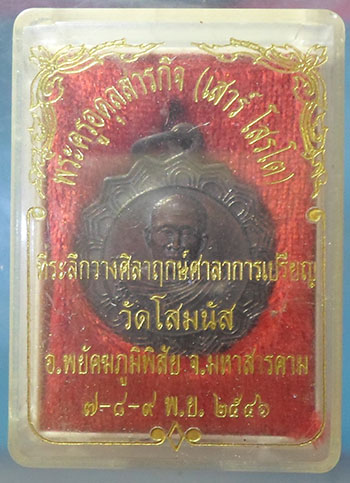 พระครูอดุลสารกิจ (เสาร์ โสรโต)
ที่ระลึกวางศิลาฤกษ์ศาลาการเปรียญ
วัดโสมนัส
อ.พยัคฆภูมิพิสัย จ.มหาสารคาม
๗-๘-๙ พ.ย. ๒๕๔๖